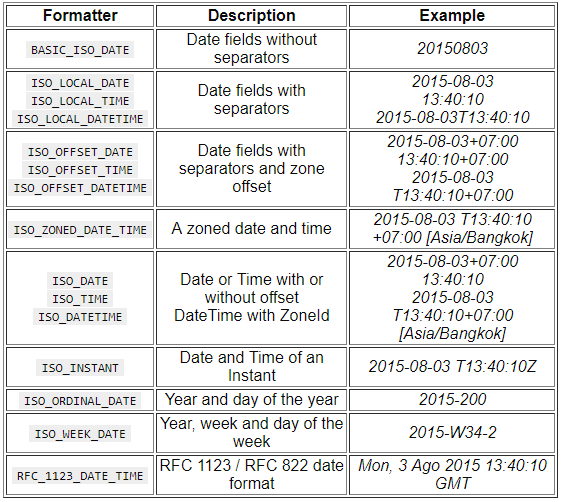 Formatter Description Example
BASIC_ISO_DATE
Date fields without
separators
20150803
ISO_LOCAL_DATE
ISO_LOCAL_TIME
ISO_LOCAL_DATETIME
Date fields with
separators
2015-08-03
13:40:10
2015-08-03T13:40:10
ISO_OFFSET_DATE
ISO_OFFSET_TIME
ISO_OFFSET_DATETIME
Date fields with
separators and zone
offset
2015-08-03+07:00
13:40:10+07:00
2015-08-03
T13:40:10+07:00
ISO_ZONED_DATE_TIME
A zoned date and time
2015-08-03 T13:40:10
+07:00 [Asia/Bangkok]
ISO_DATE
ISO_TIME
ISO_DATETIME
Date or Time with or
without offset
DateTime with ZoneId
2015-08-03+07:00
13:40:10
2015-08-03
T13:40:10+07:00
[Asia/Bangkok]
ISO_INSTANT
Date and Time of an
Instant
2015-08-03 T13:40:10Z
ISO_ORDINAL_DATE
Year and day of the year
2015-200
ISO_WEEK_DATE
Year, week and day of the
week
2015-W34-2
RFC_1123_DATE_TIME
RFC 1123 / RFC 822 date
format
Mon, 3 Ago 2015 13:40:10
GMT